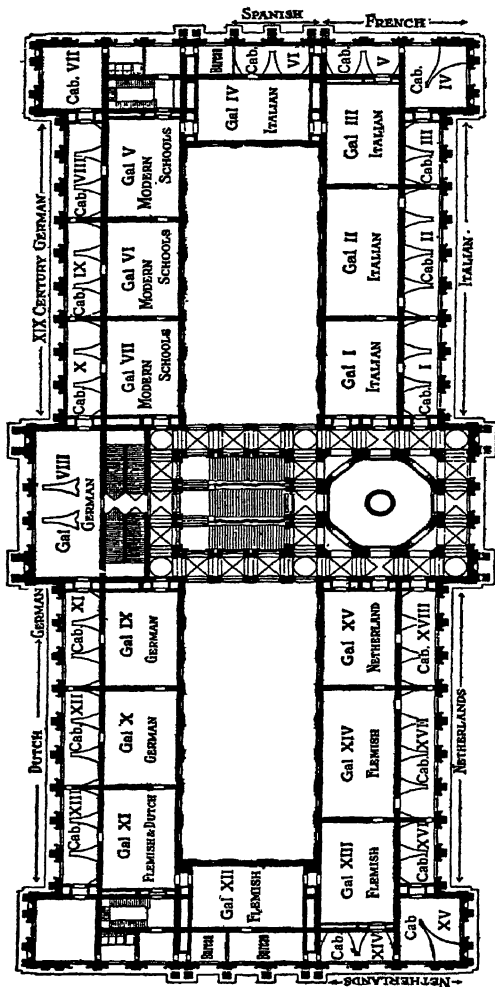 SPANISH
FRENCH
Cab. VII
Bureau
Cab.
VI
Cab.
V
Cab.
IV
Gal IV
ITALIAN
Gal III
ITALIAN
Cab. III
Gal V
MODERN
SCHOOLS
Cab. VIII
XIX CENTURY GERMAN
Gal VI
MODERN
SCHOOLS
Cab. IX
Gal II
ITALIAN
Cab. II
ITALIAN
Gal VII
MODERN
SCHOOLS
Cab. X
Gal I
ITALIAN
Cab. I
Gal VIII
GERMAN
GERMAN
Cab. XI
Gal IX
GERMAN
Gal XV
NETHERLAND
Cab. XVIII
DUTCH
Cab. XII
Gal X
GERMAN
Gal XIV
FLEMISH
Cab. XVII
NETHERLANDS
Cab. XIII
Gal XI
FLEMISH & DUTCH
Gal XIII
FLEMISH
Cab. XVI
Gal XII
FLEMISH
Bureau
Bureau
Cab.
XIV
Cab
XV
NETHERLANDS